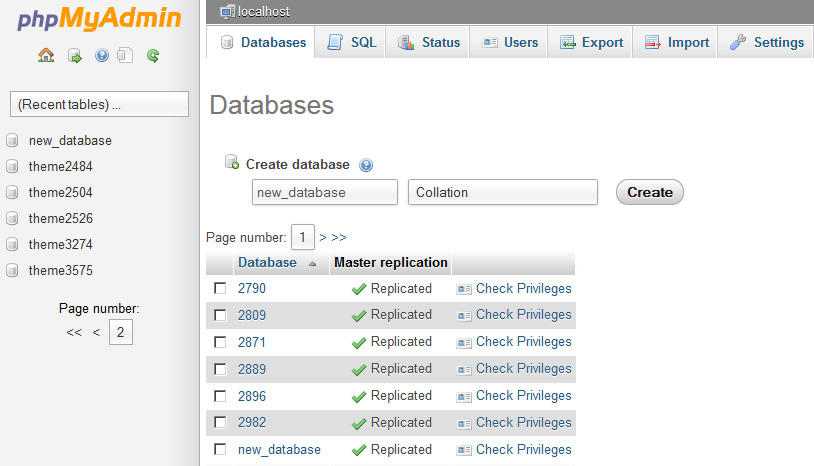 phpMyAdmin
(Recent tables) ...
new_database
theme2484
theme2504
theme2526
theme3274
theme3575
Page number:
<< < 2
localhost
Databases SQL Status Users Export Import Settings
Databases
Create database
new_database Collation Create
Page number: 1 > >>
Database Master replication
2790 Replicated Check Privileges
2809 Replicated Check Privileges
2871 Replicated Check Privileges
2889 Replicated Check Privileges
2896 Replicated Check Privileges
2982 Replicated Check Privileges
new_database Replicated Check Privileges